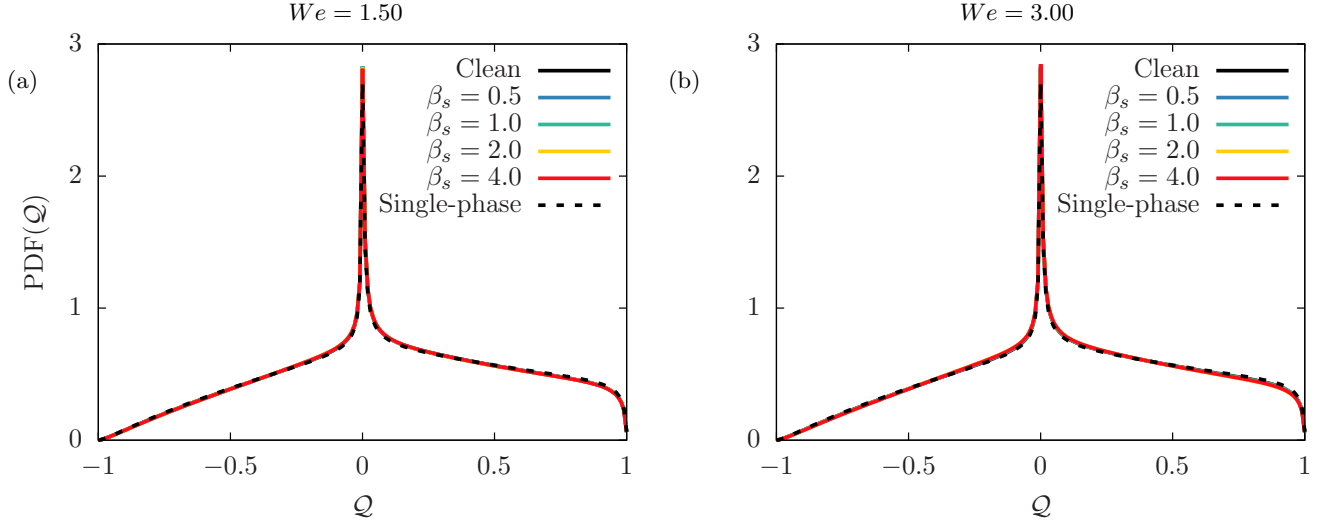 We = 1.50
(a)
PDF(𝒬)
3
2
1
0
−1
−0.5
0
0.5
1
𝒬
Clean
β_s = 0.5
β_s = 1.0
β_s = 2.0
β_s = 4.0
Single-phase
We = 3.00
(b)
3
2
1
0
−1
−0.5
0
0.5
1
𝒬
Clean
β_s = 0.5
β_s = 1.0
β_s = 2.0
β_s = 4.0
Single-phase